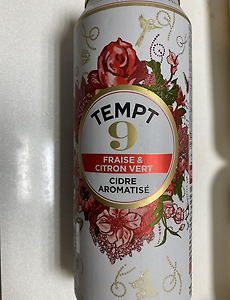 TEMPT
9
FRAISE &
CITRON VERT
CIDRE
AROMATISÉ